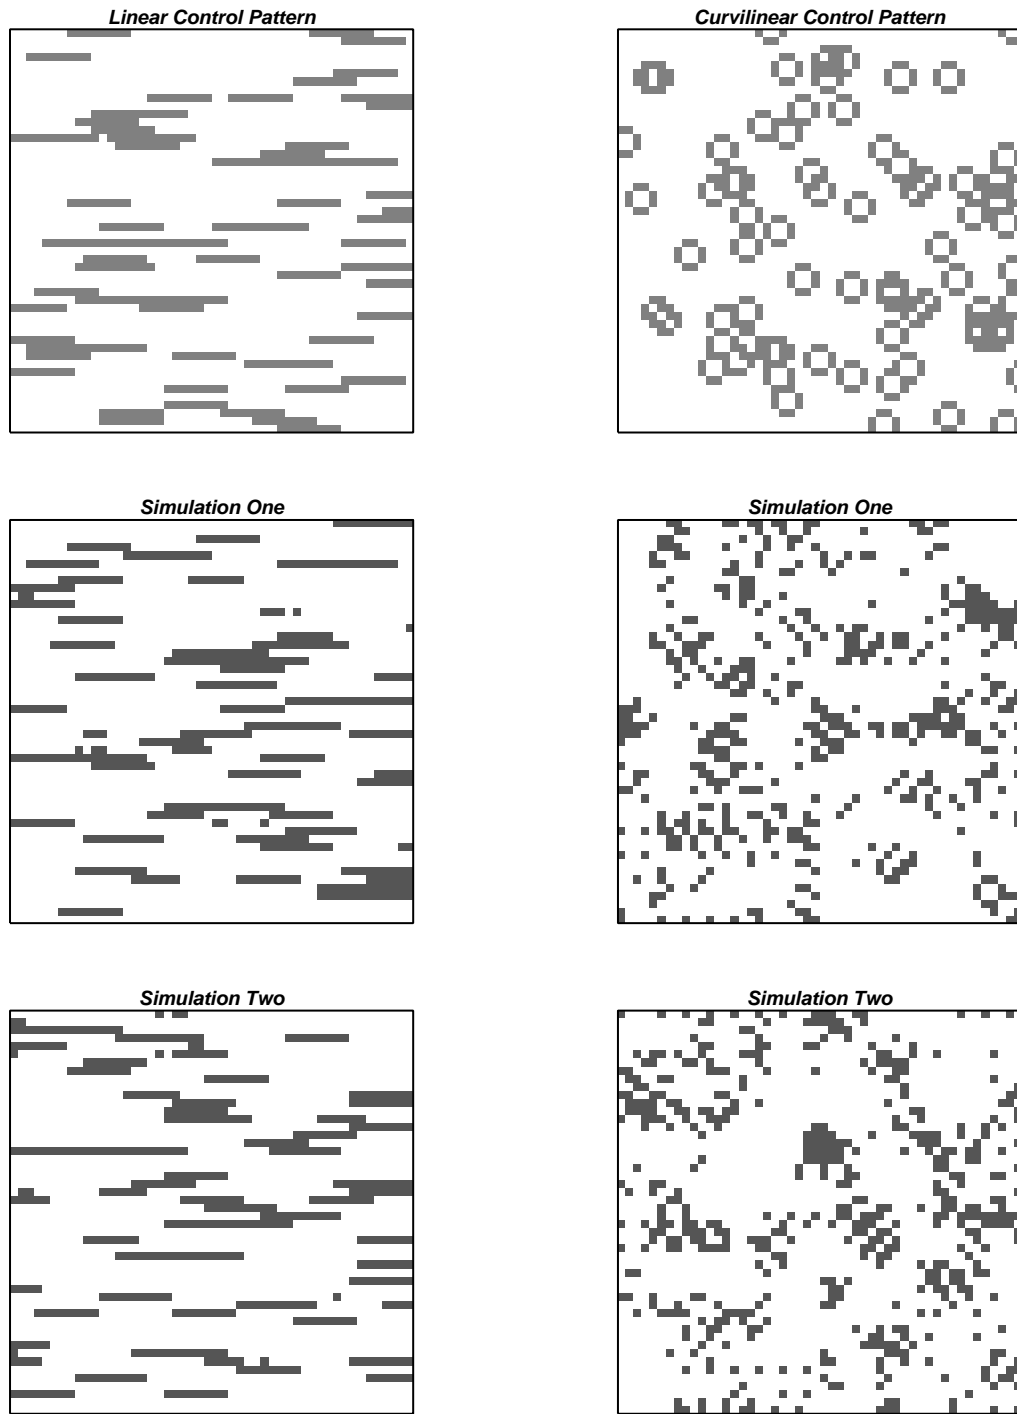 Linear Control Pattern
Curvilinear Control Pattern
Simulation One
Simulation One
Simulation Two
Simulation Two